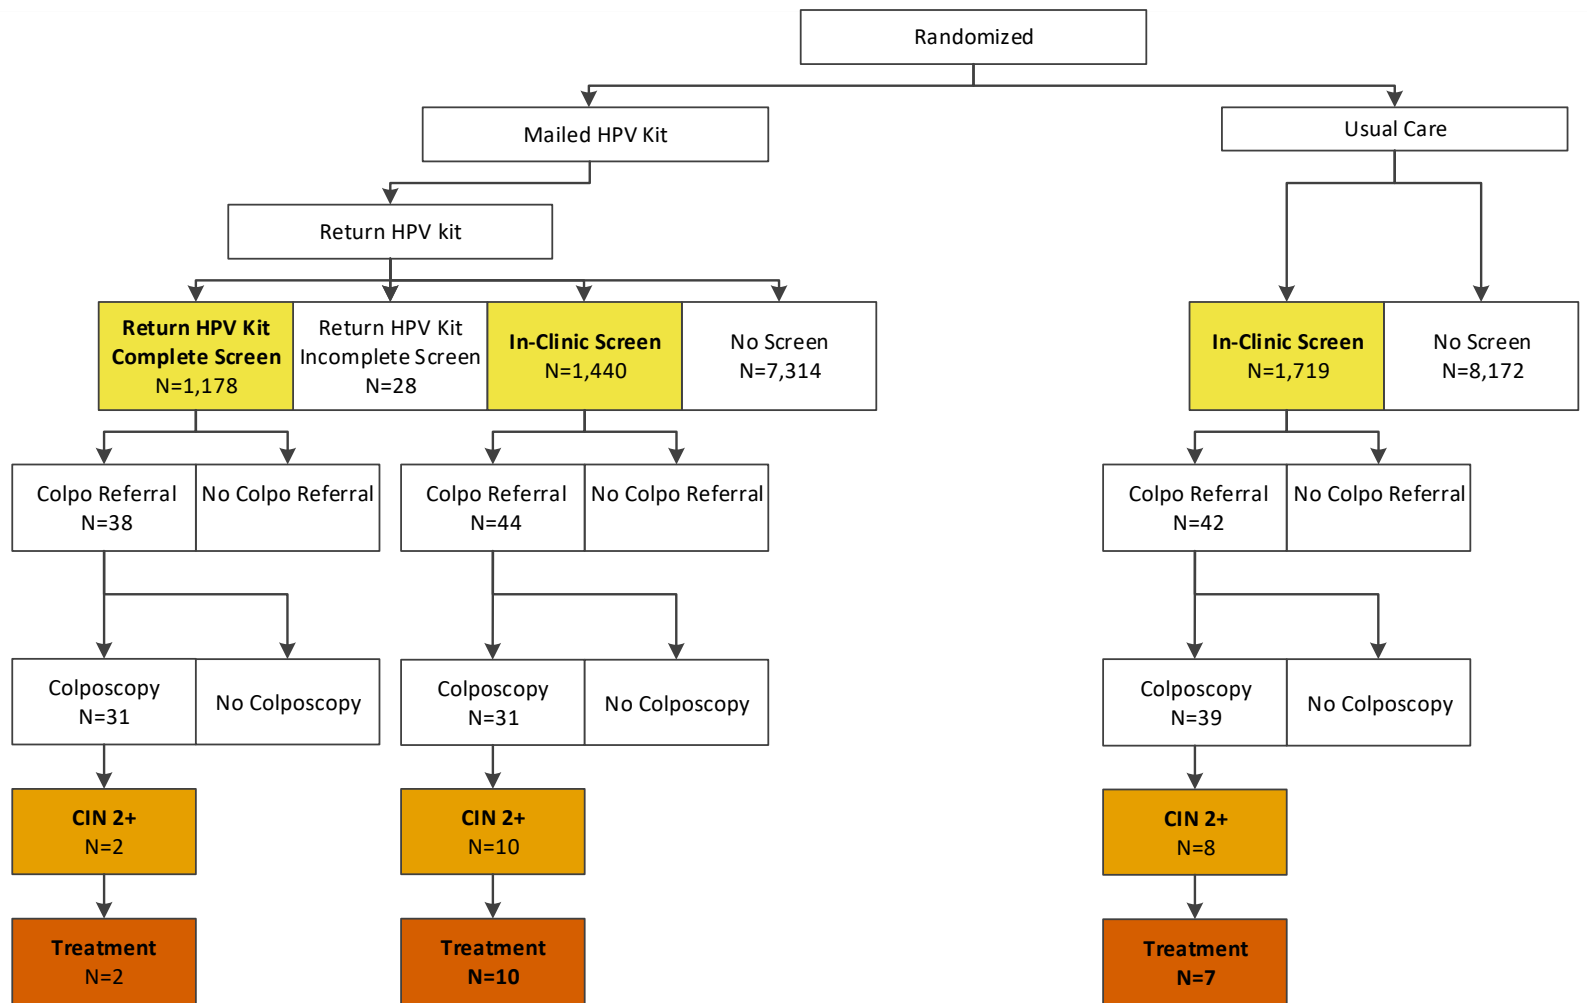 Randomized
Mailed HPV Kit
Usual Care
Return HPV kit
Return HPV Kit
Complete Screen
N=1,178
Return HPV Kit
Incomplete Screen
N=28
In-Clinic Screen
N=1,440
No Screen
N=7,314
In-Clinic Screen
N=1,719
No Screen
N=8,172
Colpo Referral
N=38
No Colpo Referral
Colpo Referral
N=44
No Colpo Referral
Colpo Referral
N=42
No Colpo Referral
Colposcopy
N=31
No Colposcopy
Colposcopy
N=31
No Colposcopy
Colposcopy
N=39
No Colposcopy
CIN 2+
N=2
CIN 2+
N=10
CIN 2+
N=8
Treatment
N=2
Treatment
N=10
Treatment
N=7